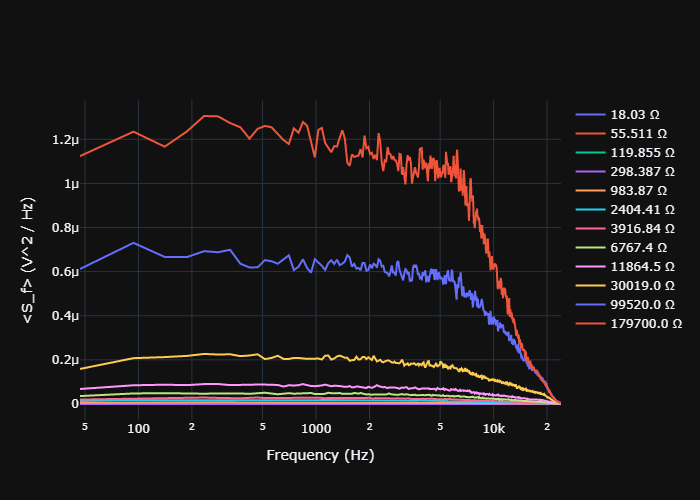 <S_f> (V^2 / Hz)
1.2μ
1μ
0.8μ
0.6μ
0.4μ
0.2μ
0
5 100 2 5 1000 2 5 10k 2
Frequency (Hz)
18.03 Ω
55.511 Ω
119.855 Ω
298.387 Ω
983.87 Ω
2404.41 Ω
3916.84 Ω
6767.4 Ω
11864.5 Ω
30019.0 Ω
99520.0 Ω
179700.0 Ω